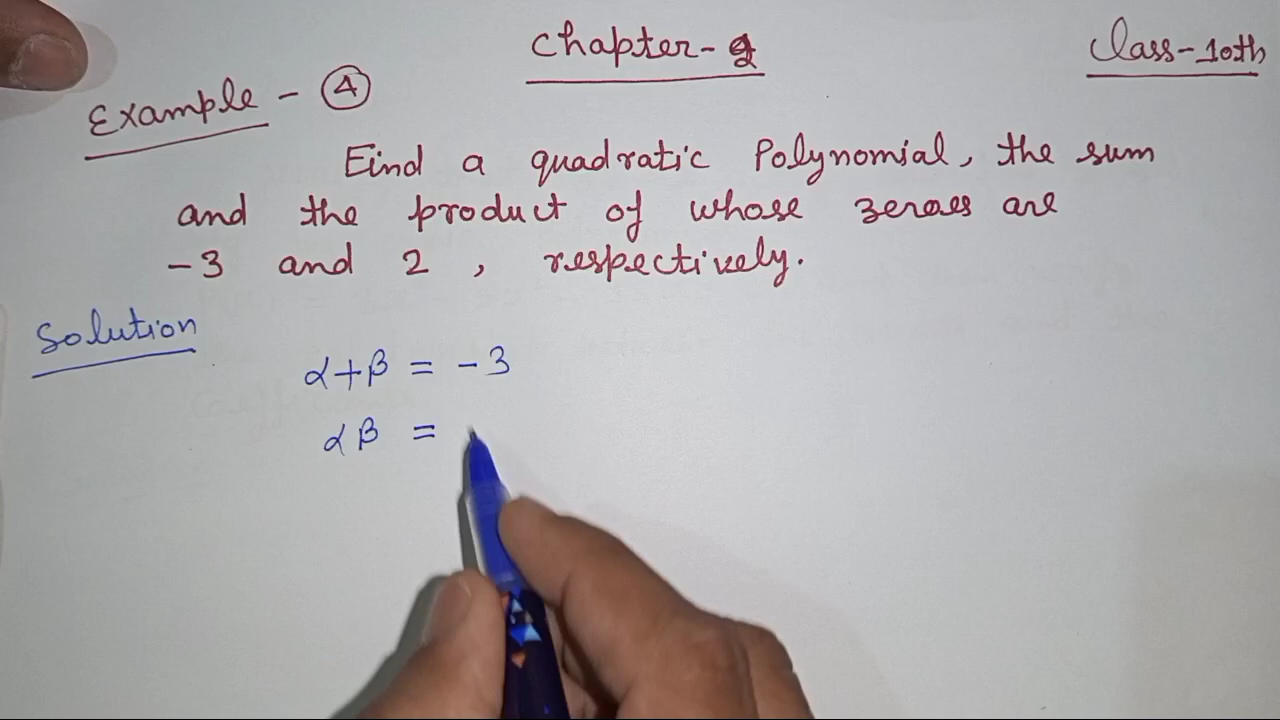 Chapter-2
Class-10th
Example - ④
Find a quadratic Polynomial, the sum
and the product of whose zeroes are
-3 and 2, respectively.
Solution
α+β = -3
αβ =